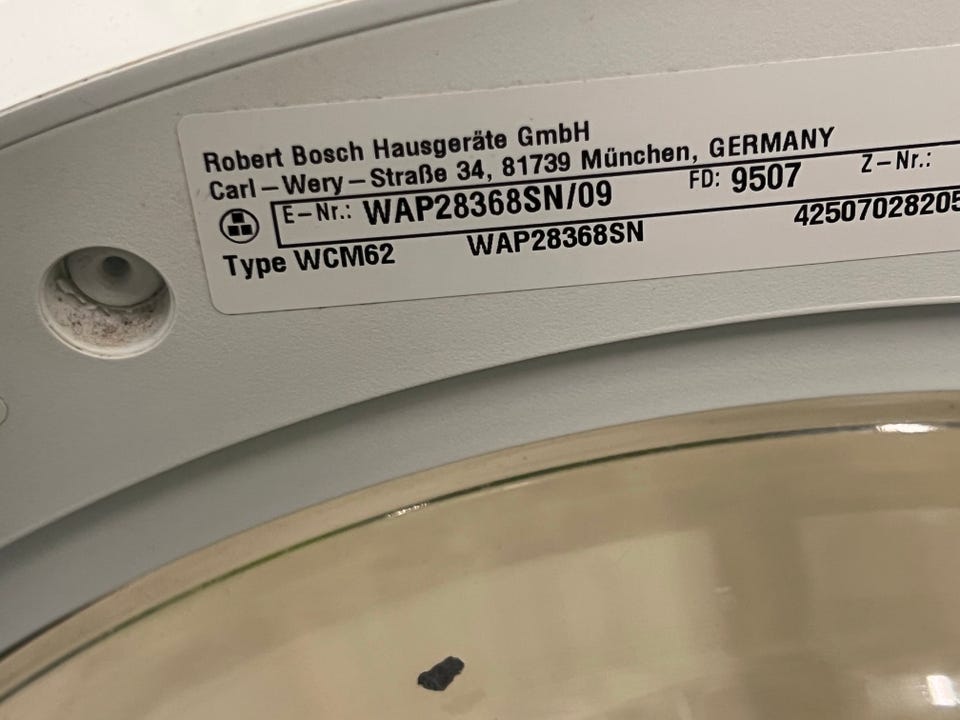 Robert Bosch Hausgeräte GmbH
Carl-Wery-Straße 34, 81739 München, GERMANY
E-Nr.: WAP28368SN/09 FD: 9507 Z-Nr.:
Type WCM62 WAP28368SN 42507028205